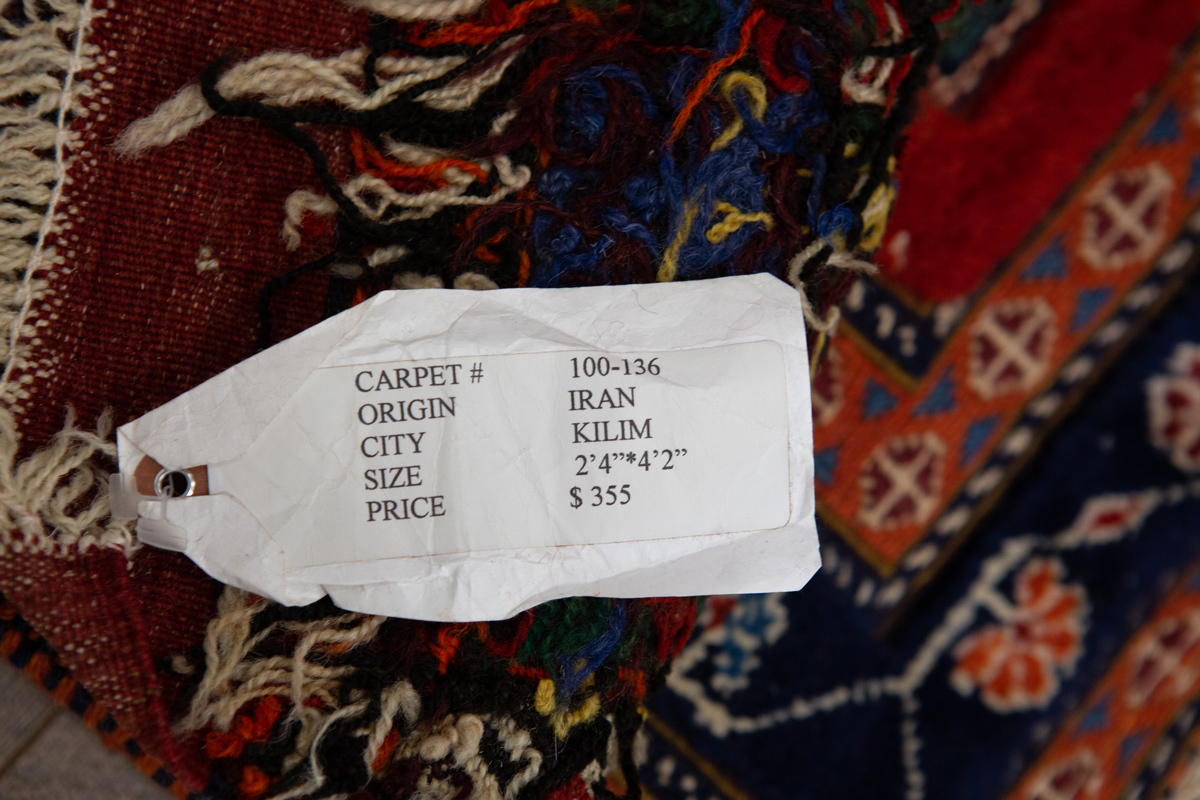 CARPET # 100-136
ORIGIN IRAN
CITY KILIM
SIZE 2’4”*4’2”
PRICE $ 355